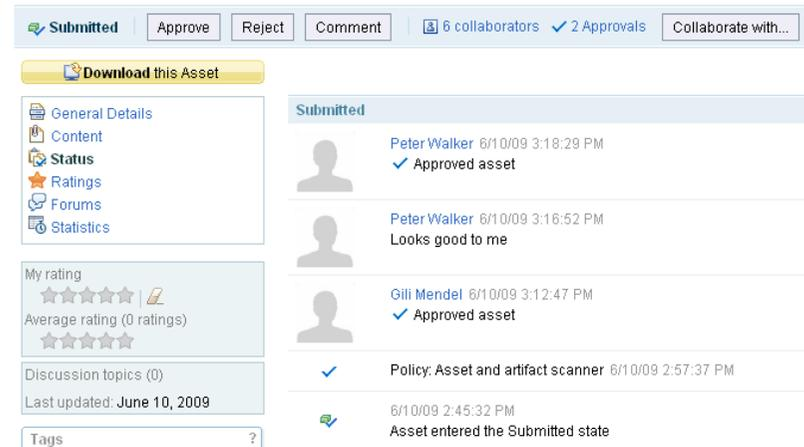 Submitted Approve Reject Comment 6 collaborators 2 Approvals Collaborate with...
Download this Asset
General Details
Content
Status
Ratings
Forums
Statistics
My rating
Average rating (0 ratings)
Discussion topics (0)
Last updated: June 10, 2009
Tags ?
Submitted
Peter Walker 6/10/09 3:18:29 PM
Approved asset
Peter Walker 6/10/09 3:16:52 PM
Looks good to me
Gili Mendel 6/10/09 3:12:47 PM
Approved asset
Policy: Asset and artifact scanner 6/10/09 2:57:37 PM
6/10/09 2:45:32 PM
Asset entered the Submitted state